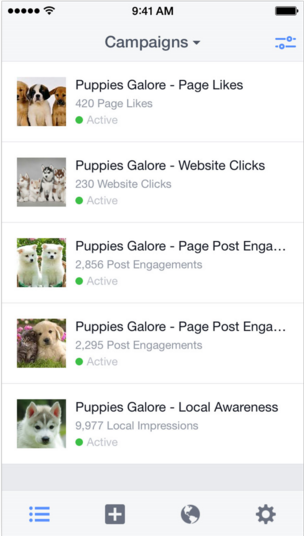 9:41 AM
Campaigns
Puppies Galore - Page Likes
420 Page Likes
Active
Puppies Galore - Website Clicks
230 Website Clicks
Active
Puppies Galore - Page Post Enga...
2,856 Post Engagements
Active
Puppies Galore - Page Post Enga...
2,295 Post Engagements
Active
Puppies Galore - Local Awareness
9,977 Local Impressions
Active